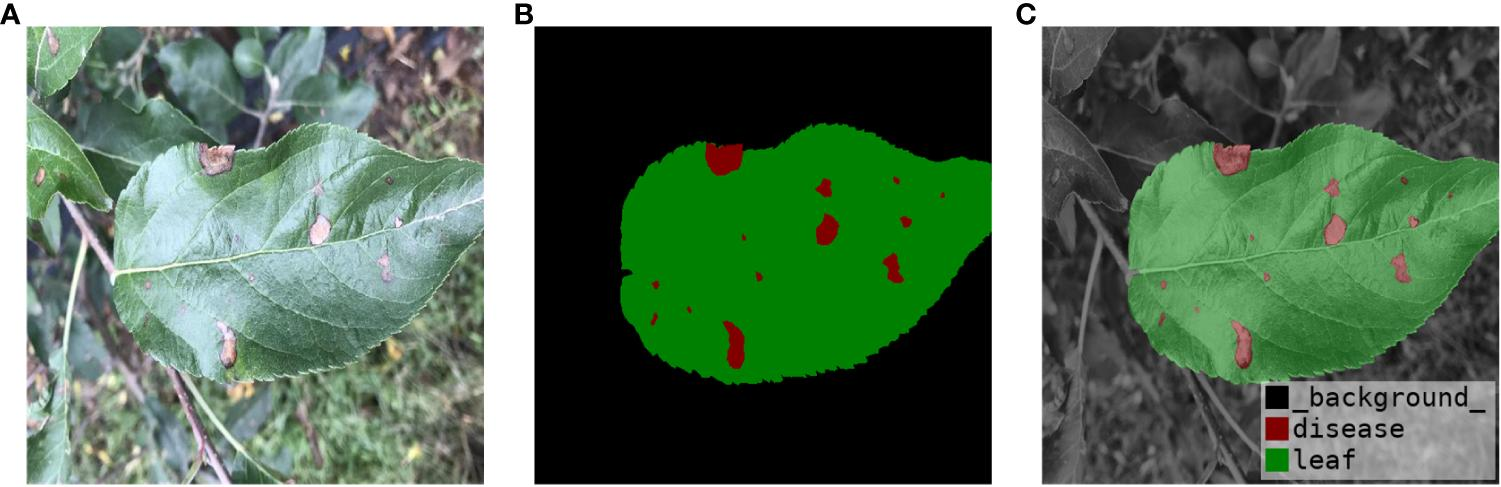 A
B
C
_background_
disease
leaf